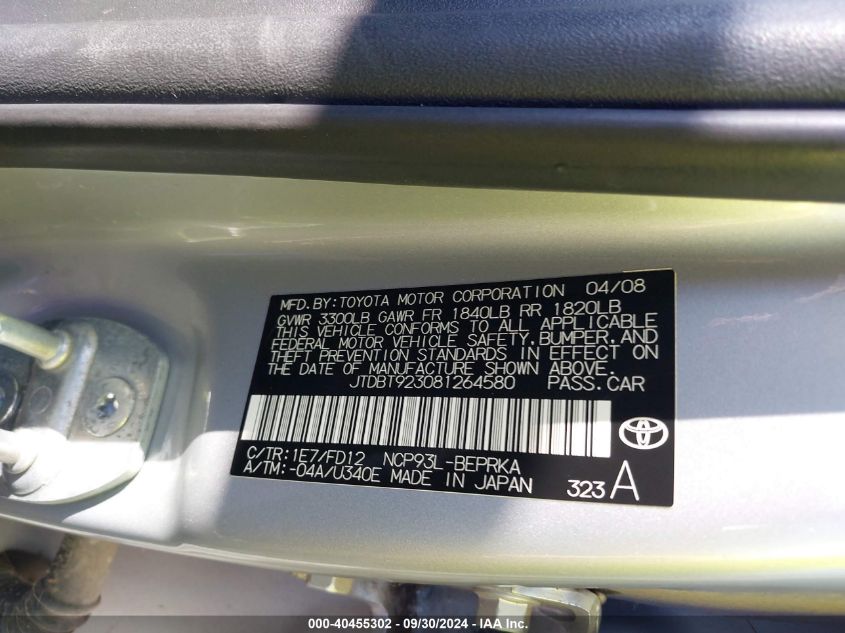 MFD. BY: TOYOTA MOTOR CORPORATION 04/08
GVWR 3300LB GAWR FR 1840LB RR 1820LB
THIS VEHICLE CONFORMS TO ALL APPLICABLE
FEDERAL MOTOR VEHICLE SAFETY, BUMPER, AND
THEFT PREVENTION STANDARDS IN EFFECT ON
THE DATE OF MANUFACTURE SHOWN ABOVE.
JTDBT923081264580 PASS. CAR
C/TR: 1E7/FD12 NCP93L-BEPRKA
A/TM: -04A/U340E MADE IN JAPAN 323 A
000-40455302 - 09/30/2024 - IAA Inc.